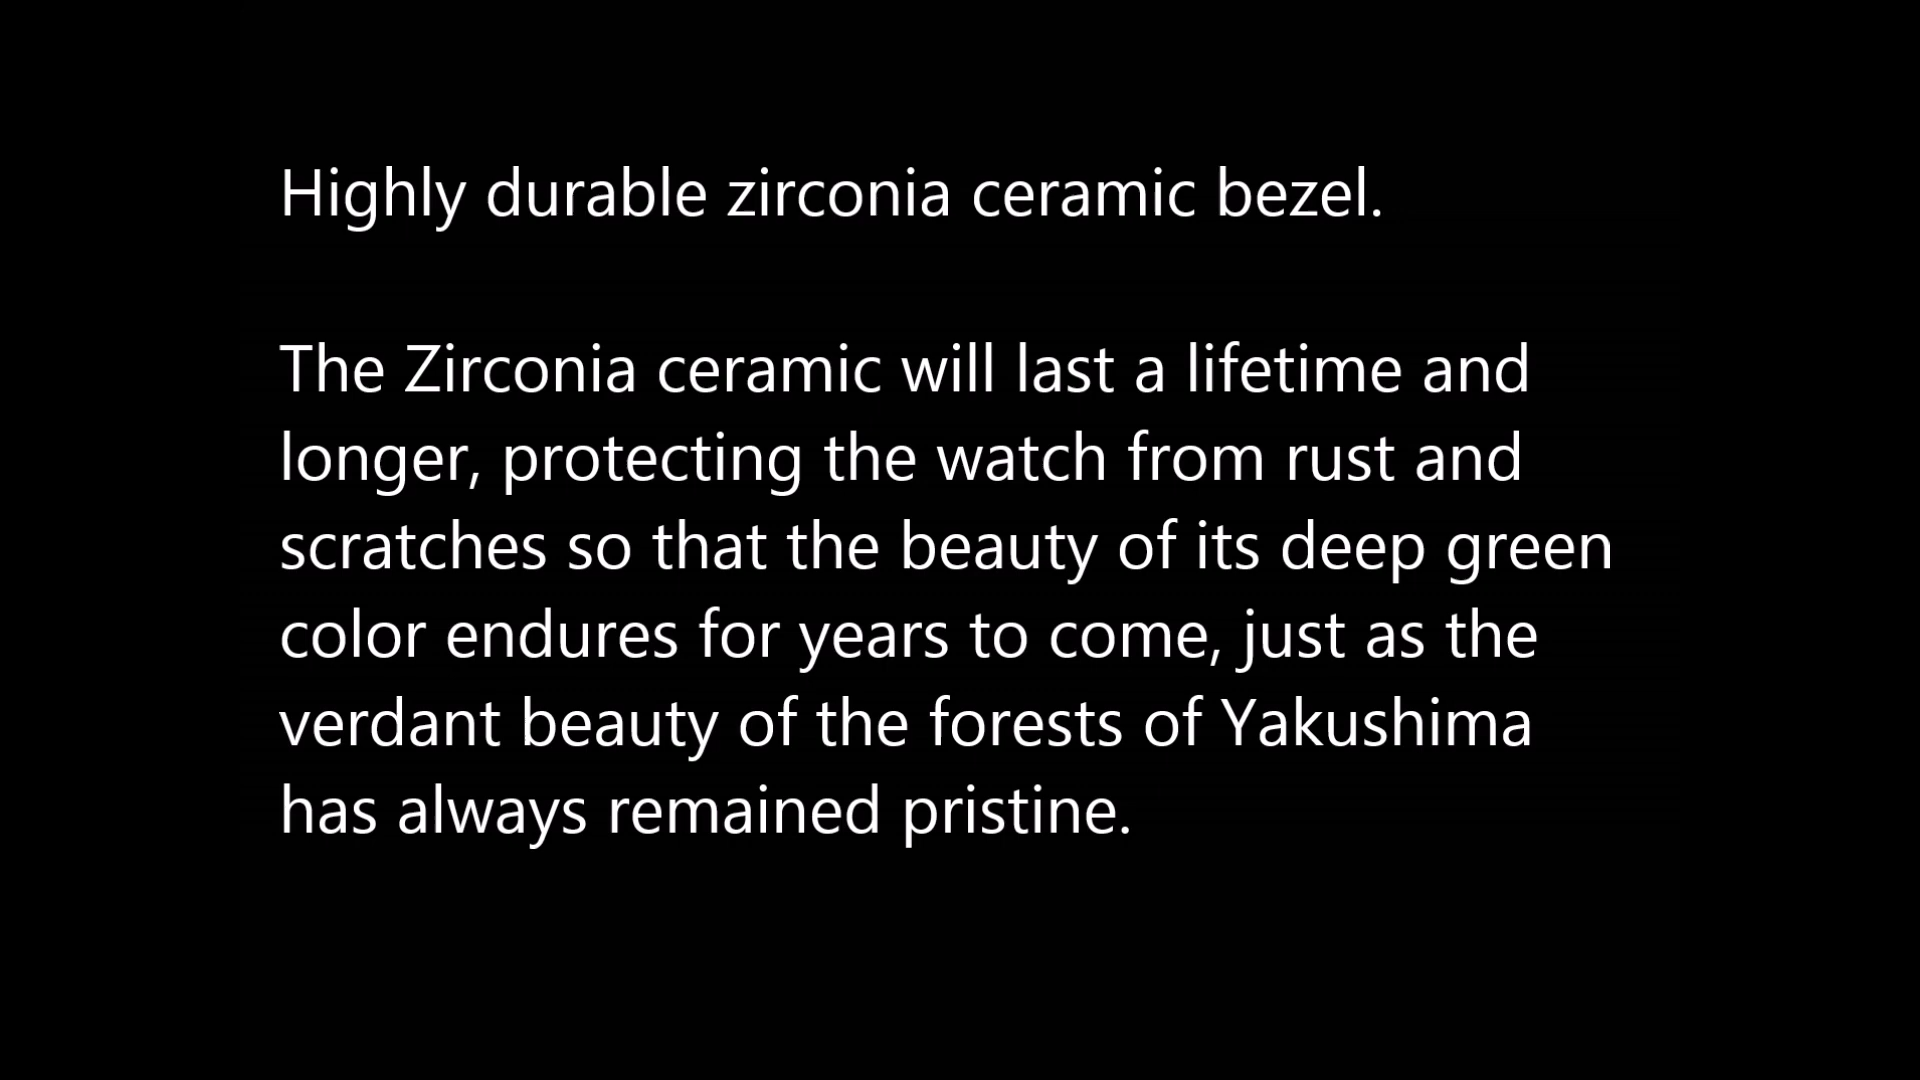 Highly durable zirconia ceramic bezel.
The Zirconia ceramic will last a lifetime and
longer, protecting the watch from rust and
scratches so that the beauty of its deep green
color endures for years to come, just as the
verdant beauty of the forests of Yakushima
has always remained pristine.